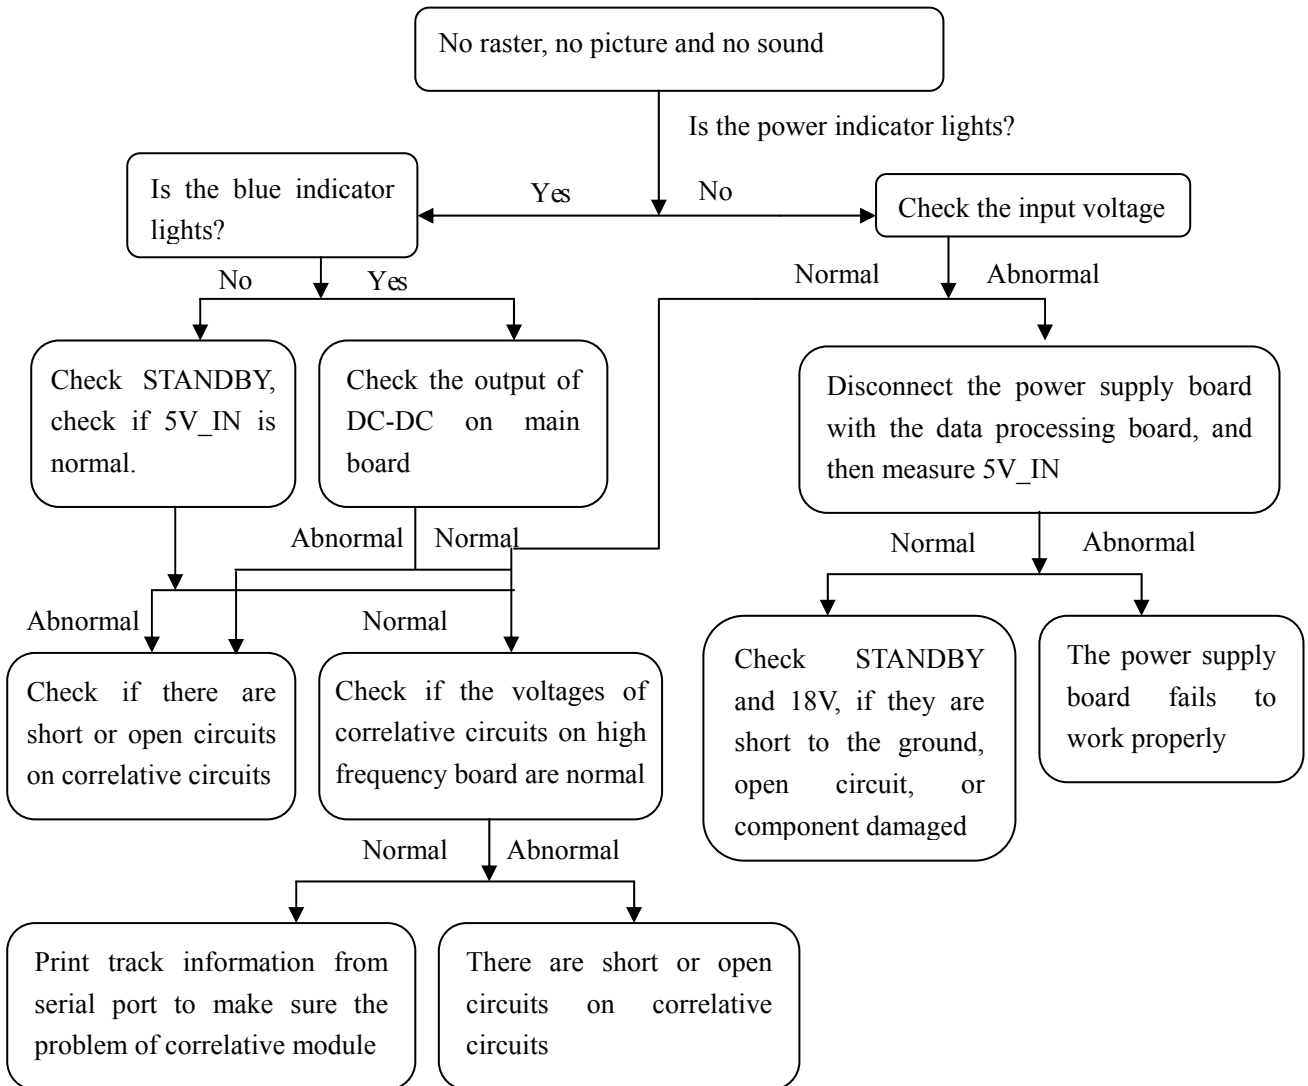 No raster, no picture and no sound
Is the power indicator lights?
Is the blue indicator
lights?
Yes
No
Check the input voltage
No
Yes
Normal
Abnormal
Check STANDBY,
check if 5V_IN is
normal.
Check the output of
DC-DC on main
board
Disconnect the power supply board
with the data processing board, and
then measure 5V_IN
Abnormal
Normal
Normal
Abnormal
Abnormal
Normal
Check if there are
short or open circuits
on correlative circuits
Check if the voltages of
correlative circuits on high
frequency board are normal
Check STANDBY
and 18V, if they are
short to the ground,
open circuit, or
component damaged
The power supply
board fails to
work properly
Normal
Abnormal
Print track information from
serial port to make sure the
problem of correlative module
There are short or open
circuits on correlative
circuits